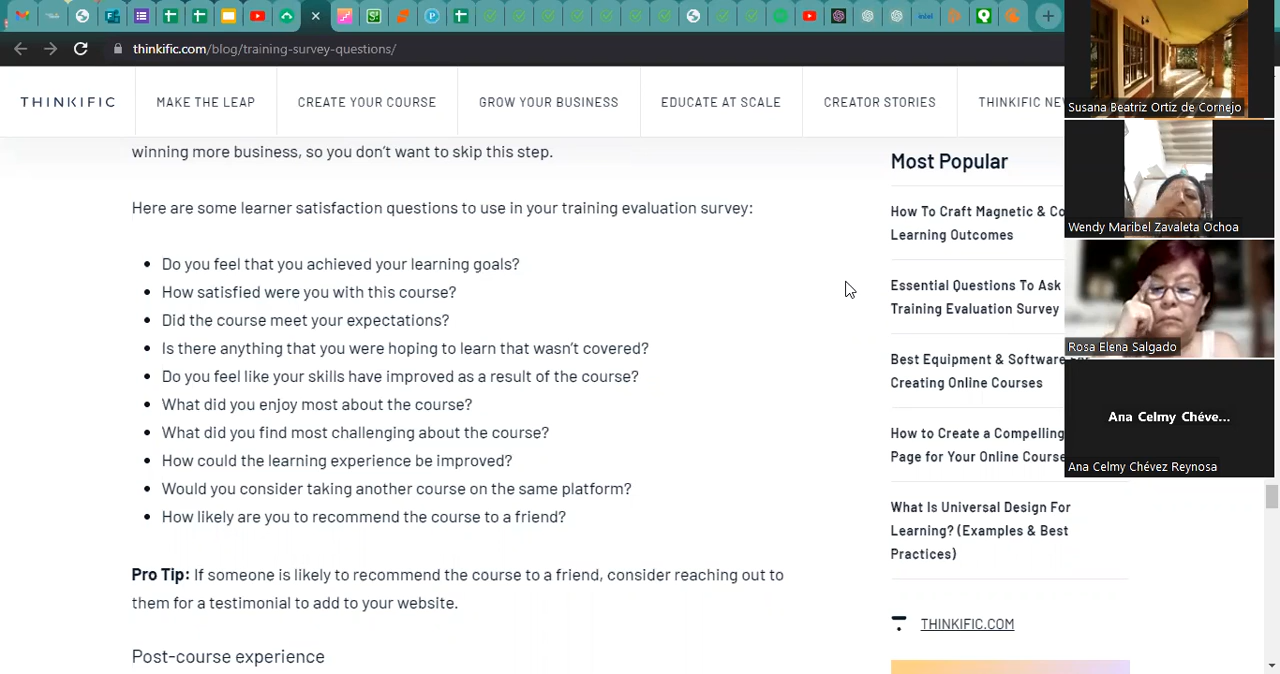 thinkific.com/blog/training-survey-questions/
THINKIFIC
MAKE THE LEAP
CREATE YOUR COURSE
GROW YOUR BUSINESS
EDUCATE AT SCALE
CREATOR STORIES
THINKIFIC NE
winning more business, so you don't want to skip this step.
Here are some learner satisfaction questions to use in your training evaluation survey:
• Do you feel that you achieved your learning goals?
• How satisfied were you with this course?
• Did the course meet your expectations?
• Is there anything that you were hoping to learn that wasn't covered?
• Do you feel like your skills have improved as a result of the course?
• What did you enjoy most about the course?
• What did you find most challenging about the course?
• How could the learning experience be improved?
• Would you consider taking another course on the same platform?
• How likely are you to recommend the course to a friend?
Pro Tip: If someone is likely to recommend the course to a friend, consider reaching out to
them for a testimonial to add to your website.
Post-course experience
Most Popular
How To Craft Magnetic & Co
Learning Outcomes
Essential Questions To Ask
Training Evaluation Survey
Best Equipment & Software
Creating Online Courses
How to Create a Compelling
Page for Your Online Course
What Is Universal Design For
Learning? (Examples & Best
Practices)
THINKIFIC.COM
Susana Beatriz Ortiz de Cornejo
Wendy Maribel Zavaleta Ochoa
Rosa Elena Salgado
Ana Celmy Chéve...
Ana Celmy Chévez Reynosa